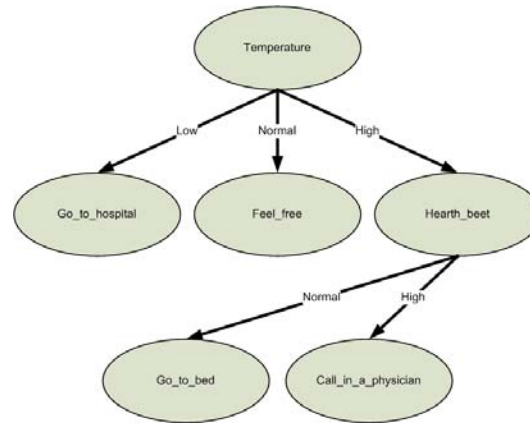 Temperature
Low
Normal
High
Go_to_hospital
Feel_free
Hearth_beet
Normal
High
Go_to_bed
Call_in_a_physician